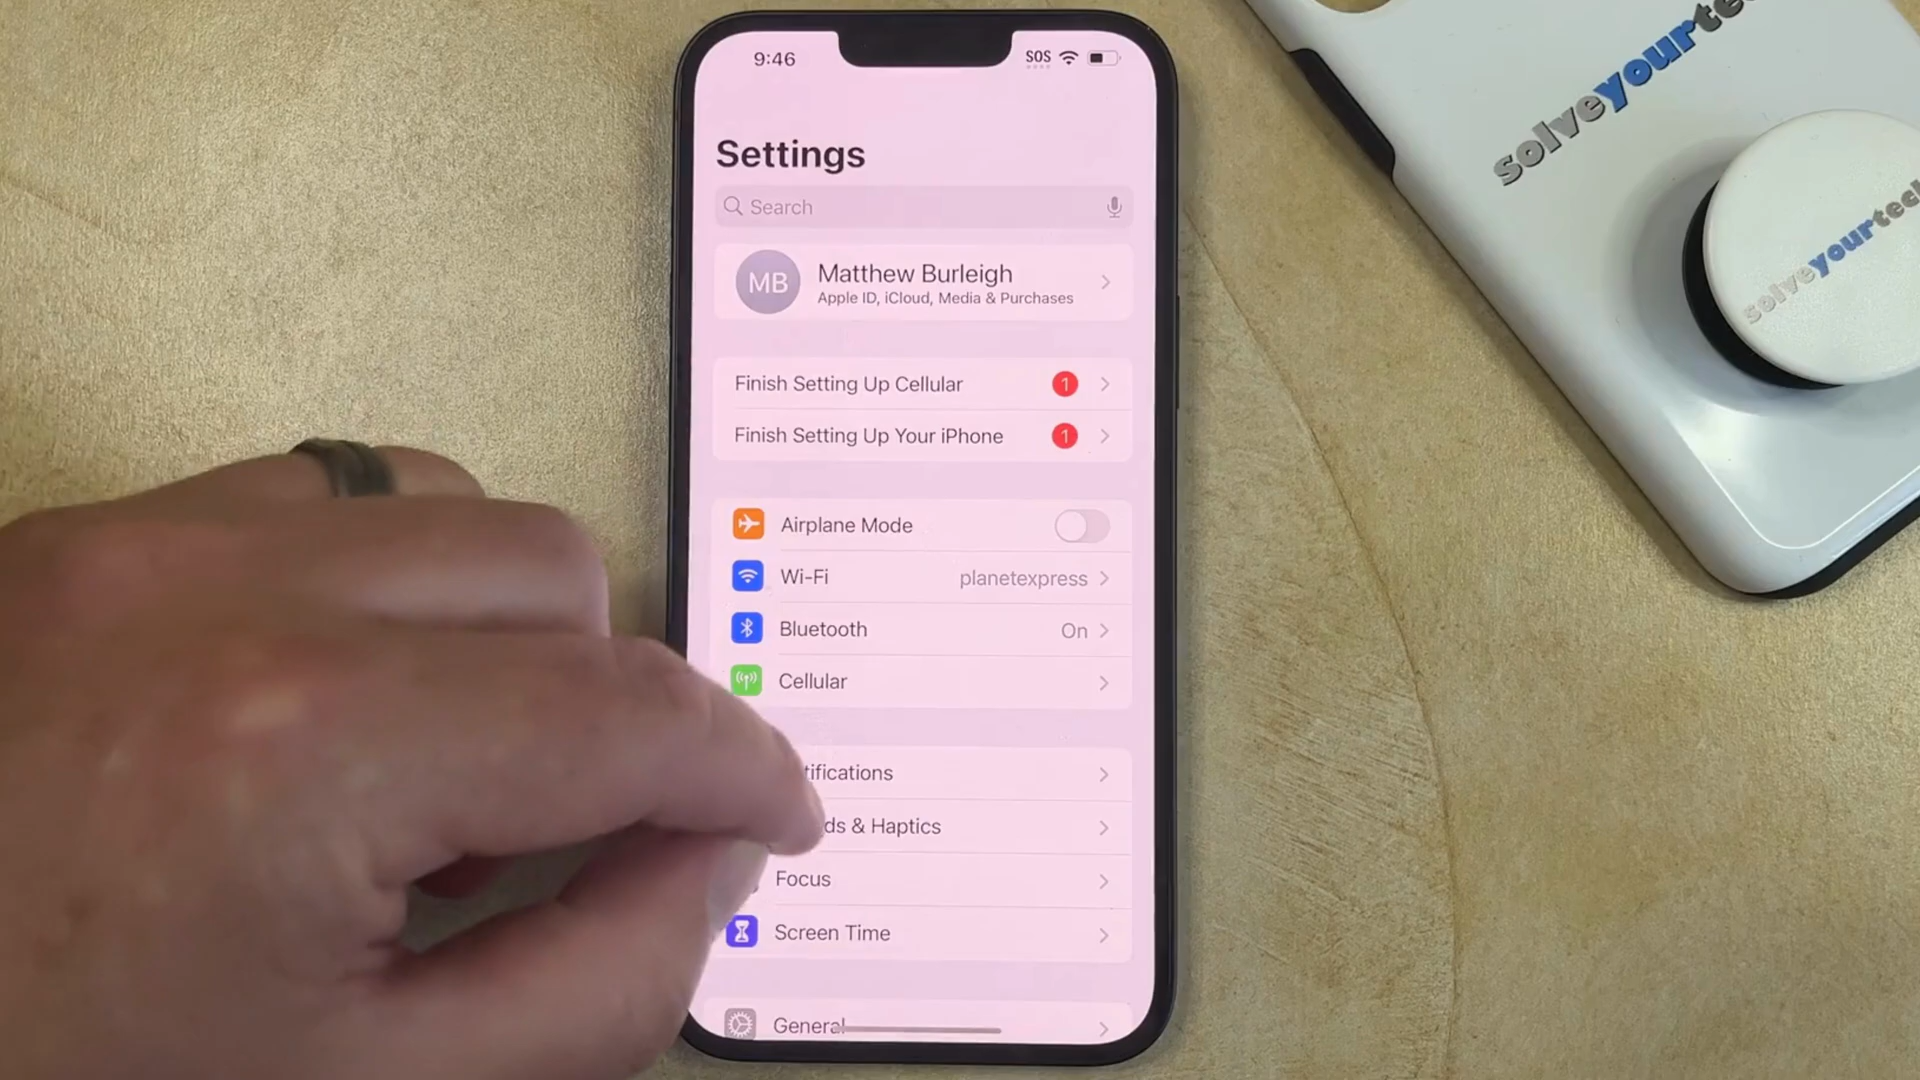 9:46
SOS
Settings
Search
MB
Matthew Burleigh
Apple ID, iCloud, Media & Purchases
Finish Setting Up Cellular
1
Finish Setting Up Your iPhone
1
Airplane Mode
Wi-Fi
planetexpress
Bluetooth
On
Cellular
tifications
ds & Haptics
Focus
Screen Time
General
solveyourte
solveyourtech